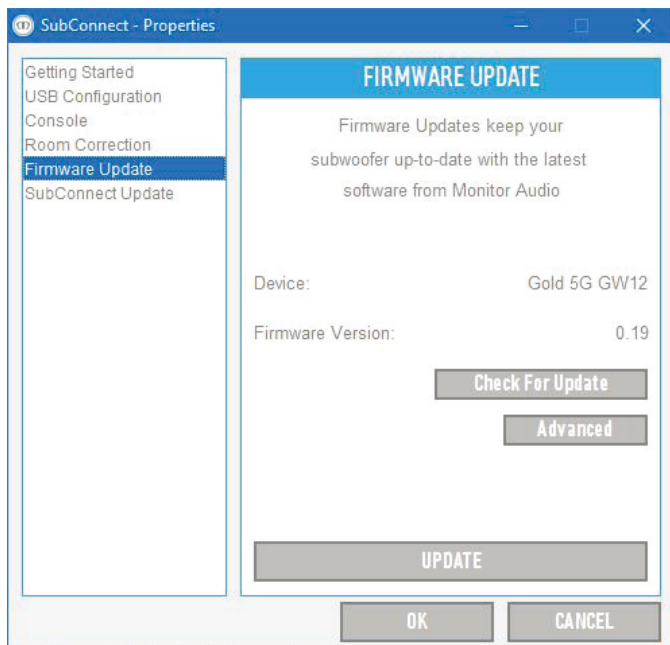 SubConnect - Properties
Getting Started
USB Configuration
Console
Room Correction
Firmware Update
SubConnect Update
FIRMWARE UPDATE
Firmware Updates keep your
subwoofer up-to-date with the latest
software from Monitor Audio
Device: Gold 5G GW12
Firmware Version: 0.19
Check For Update
Advanced
UPDATE
OK CANCEL